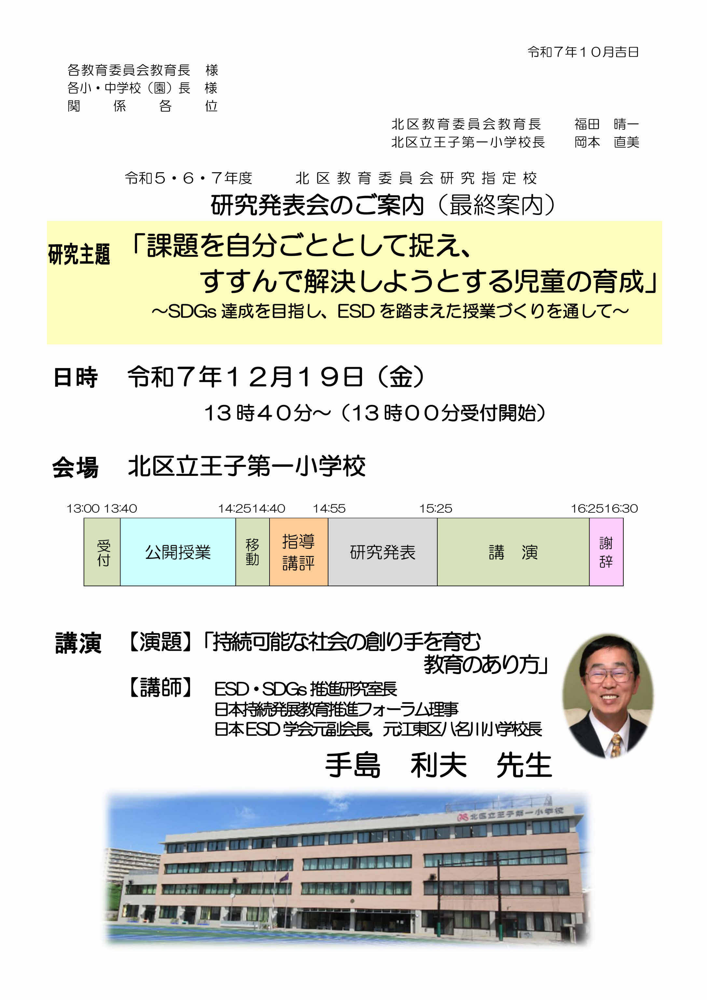 令和７年１０月吉日
各教育委員会教育長　様
各小・中学校（園）長　様
関　係　各　位
北区教育委員会教育長　福田　晴一
北区立王子第一小学校長　岡本　直美
令和５・６・７年度　北区教育委員会研究指定校
研究発表会のご案内（最終案内）
研究主題　「課題を自分ごととして捉え、
すすんで解決しようとする児童の育成」
～SDGs 達成を目指し、ESD を踏まえた授業づくりを通して～
日時　令和７年１２月１９日（金）
13 時４０分～（13 時００分受付開始）
会場　北区立王子第一小学校
13:00 13:40 14:25 14:40 14:55 15:25 16:25 16:30
受付　公開授業　移動　指導講評　研究発表　講　演　謝辞
講演　【演題】「持続可能な社会の創り手を育む
教育のあり方」
【講師】　ESD・SDGs 推進研究室長
日本持続発展教育推進フォーラム理事
日本 ESD 学会元副会長。元江東区八名川小学校長
手島　利夫　先生
北区立王子第一小学校